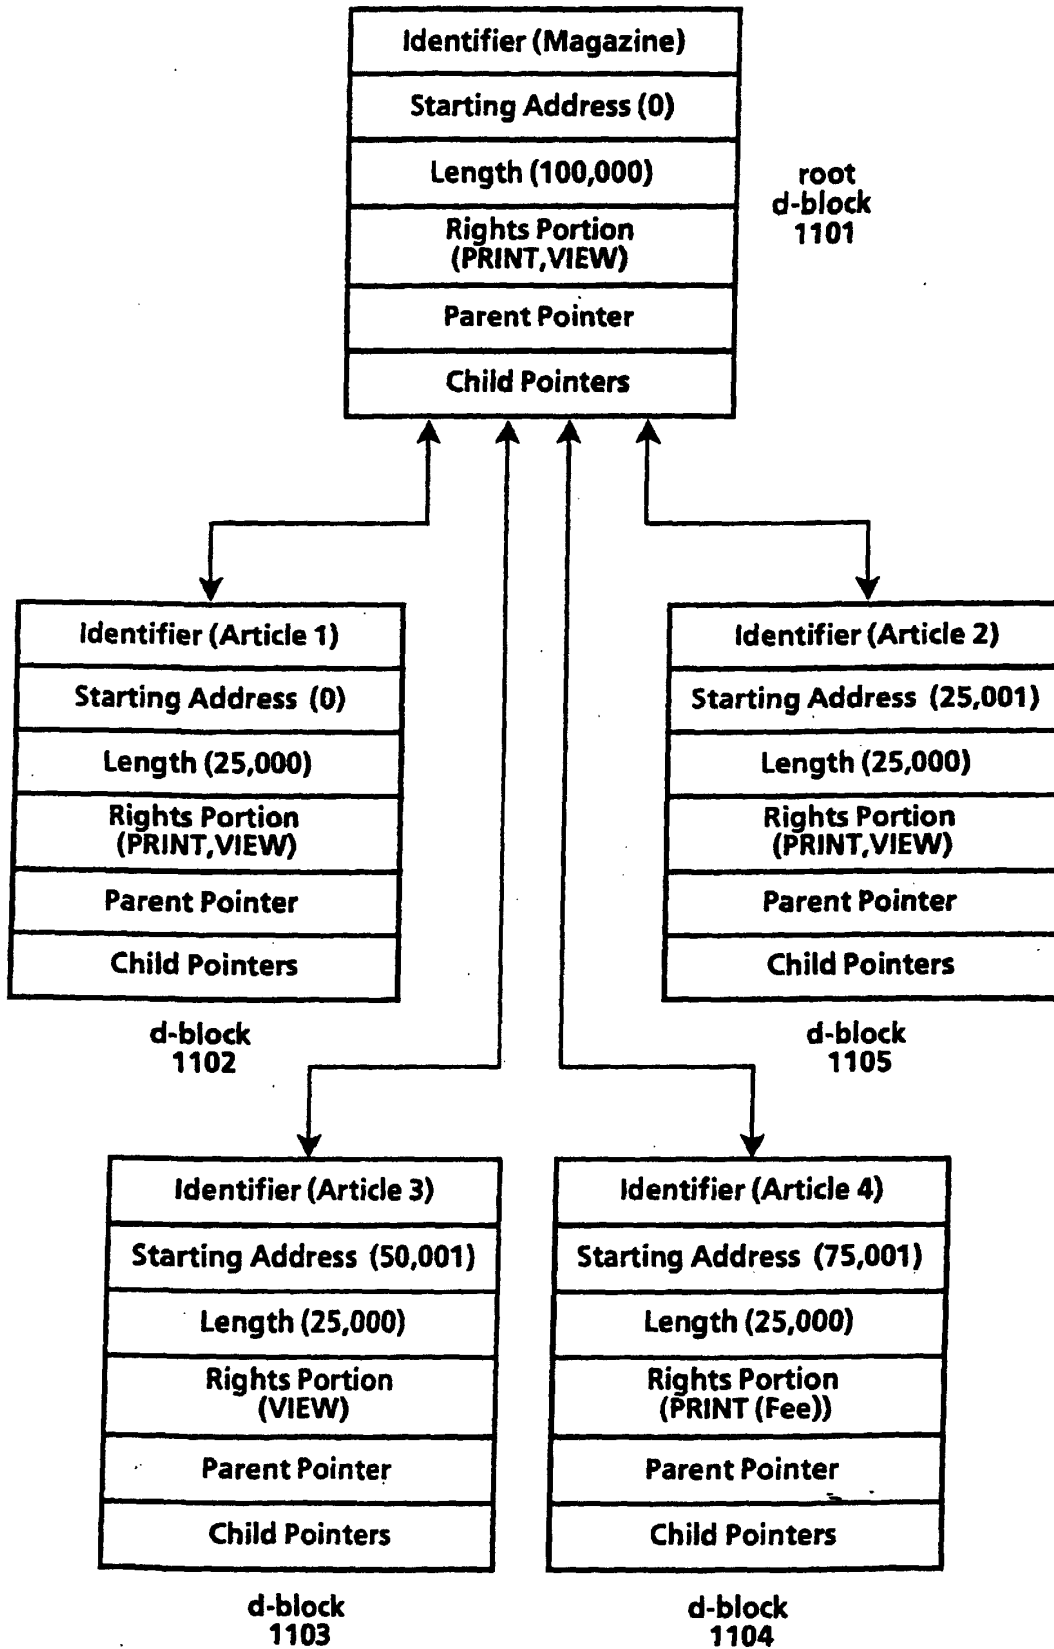 Identifier (Magazine)
Starting Address (0)
Length (100,000)
Rights Portion
(PRINT,VIEW)
Parent Pointer
Child Pointers
root
d-block
1101
Identifier (Article 1)
Starting Address (0)
Length (25,000)
Rights Portion
(PRINT,VIEW)
Parent Pointer
Child Pointers
d-block
1102
Identifier (Article 2)
Starting Address (25,001)
Length (25,000)
Rights Portion
(PRINT,VIEW)
Parent Pointer
Child Pointers
d-block
1105
Identifier (Article 3)
Starting Address (50,001)
Length (25,000)
Rights Portion
(VIEW)
Parent Pointer
Child Pointers
d-block
1103
Identifier (Article 4)
Starting Address (75,001)
Length (25,000)
Rights Portion
(PRINT (Fee))
Parent Pointer
Child Pointers
d-block
1104